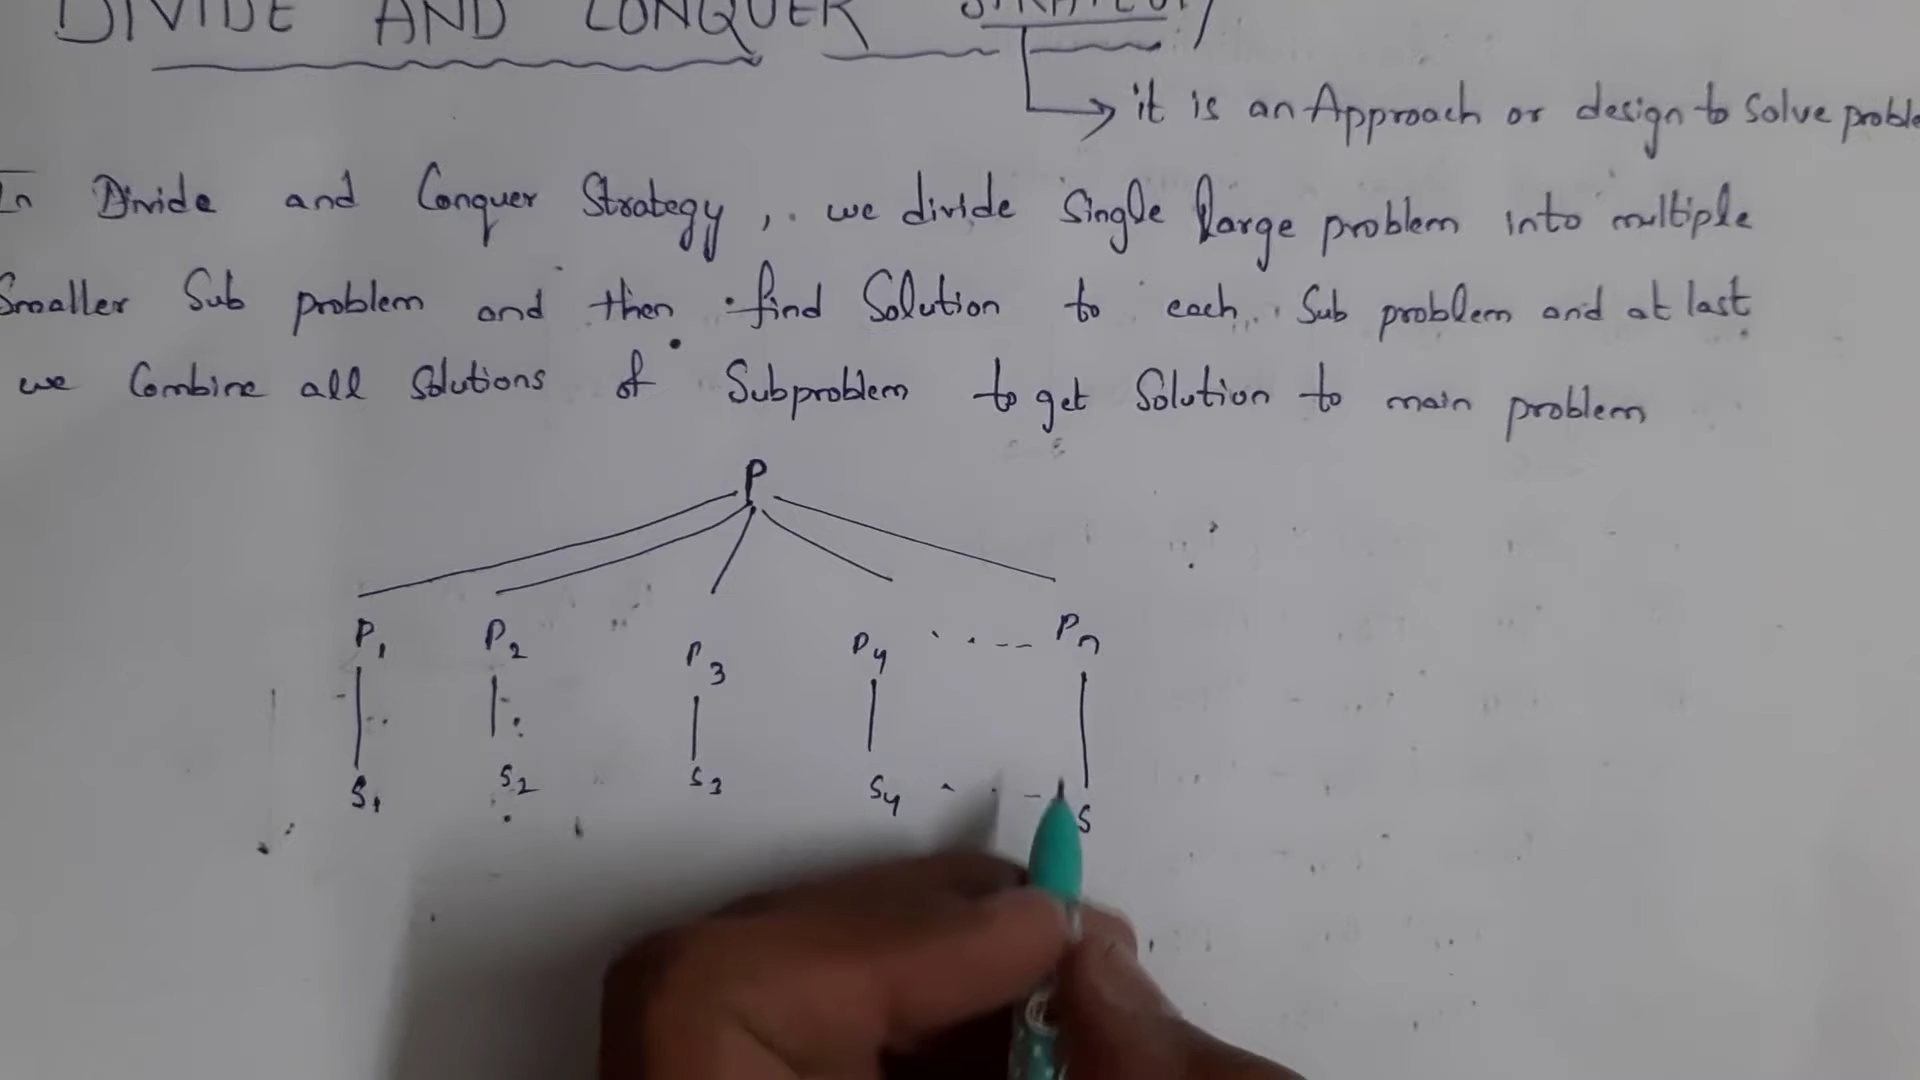 DIVIDE AND CONQUER STRATEGY
it is an Approach or design to Solve proble
In Divide and Conquer Strategy, we divide Single large problem into multiple
Smaller Sub problem and then find Solution to each Sub problem and at last
we Combine all Solutions of Subproblem to get Solution to main problem
P
P1 P2 P3 P4 . . -- Pn
S1 S2 S3 S4 . . - S